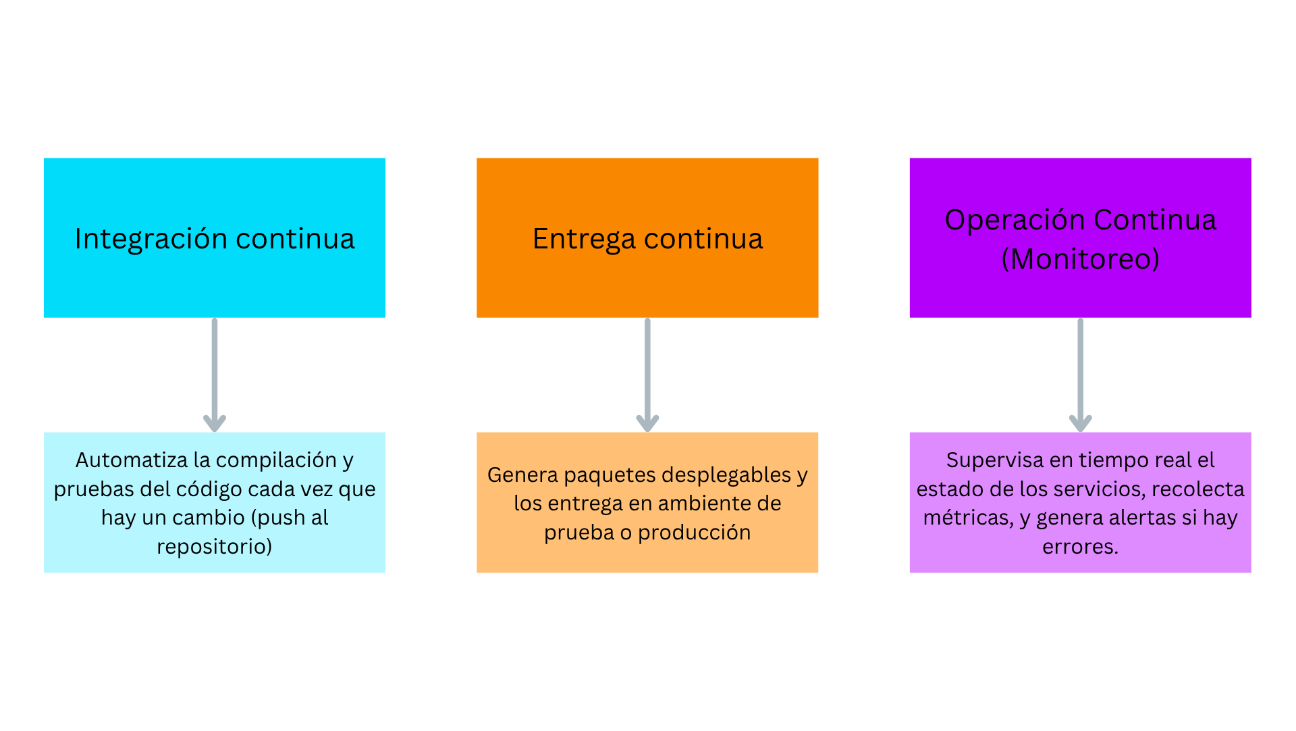 Integración continua
Entrega continua
Operación Continua
(Monitoreo)
Automatiza la compilación y
pruebas del código cada vez que
hay un cambio (push al
repositorio)
Genera paquetes desplegables y
los entrega en ambiente de
prueba o producción
Supervisa en tiempo real el
estado de los servicios, recolecta
métricas, y genera alertas si hay
errores.